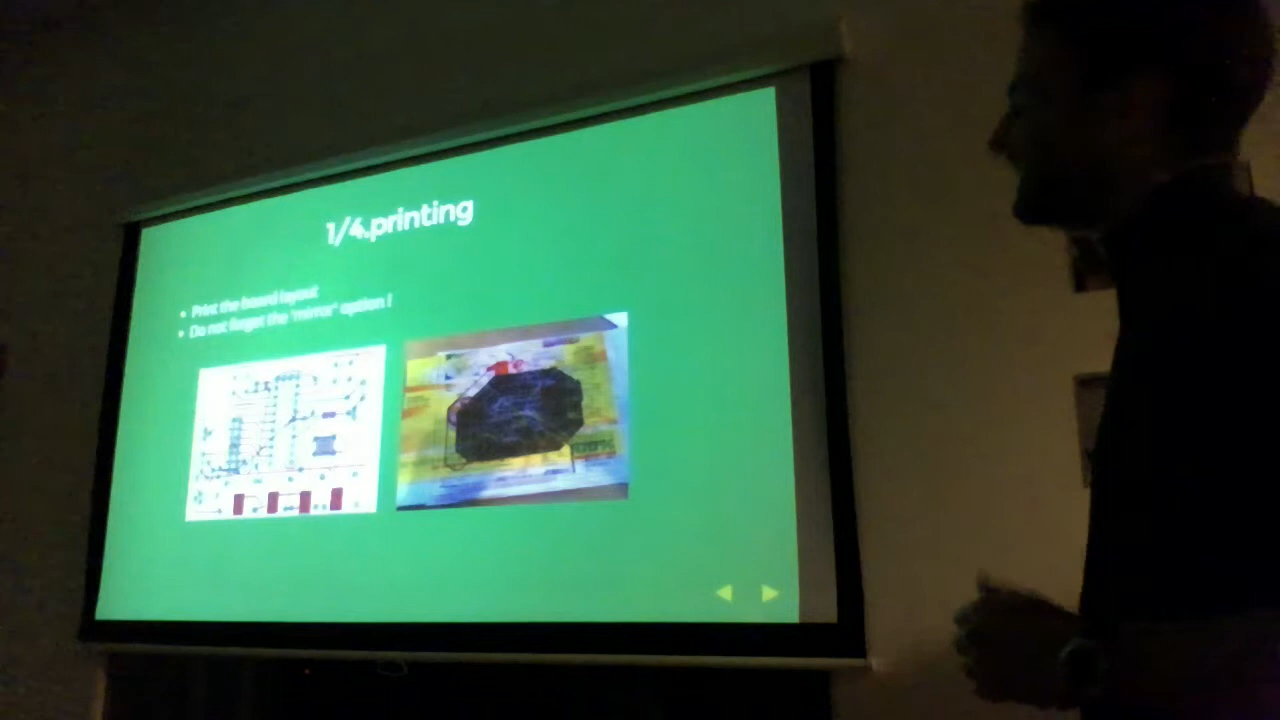 1/4.printing
Print the board layout
Do not forget the 'mirror' option !